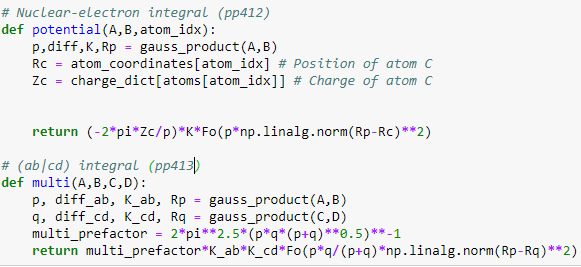 # Nuclear-electron integral (pp412)
def potential(A,B,atom_idx):
    p,diff,K,Rp = gauss_product(A,B)
    Rc = atom_coordinates[atom_idx] # Position of atom C
    Zc = charge_dict[atoms[atom_idx]] # Charge of atom C
    return (-2*pi*Zc/p)*K*Fo(p*np.linalg.norm(Rp-Rc)**2)
# (ab|cd) integral (pp413)
def multi(A,B,C,D):
    p, diff_ab, K_ab, Rp = gauss_product(A,B)
    q, diff_cd, K_cd, Rq = gauss_product(C,D)
    multi_prefactor = 2*pi**2.5*(p*q*(p+q)**0.5)**-1
    return multi_prefactor*K_ab*K_cd*Fo(p*q/(p+q)*np.linalg.norm(Rp-Rq)**2)